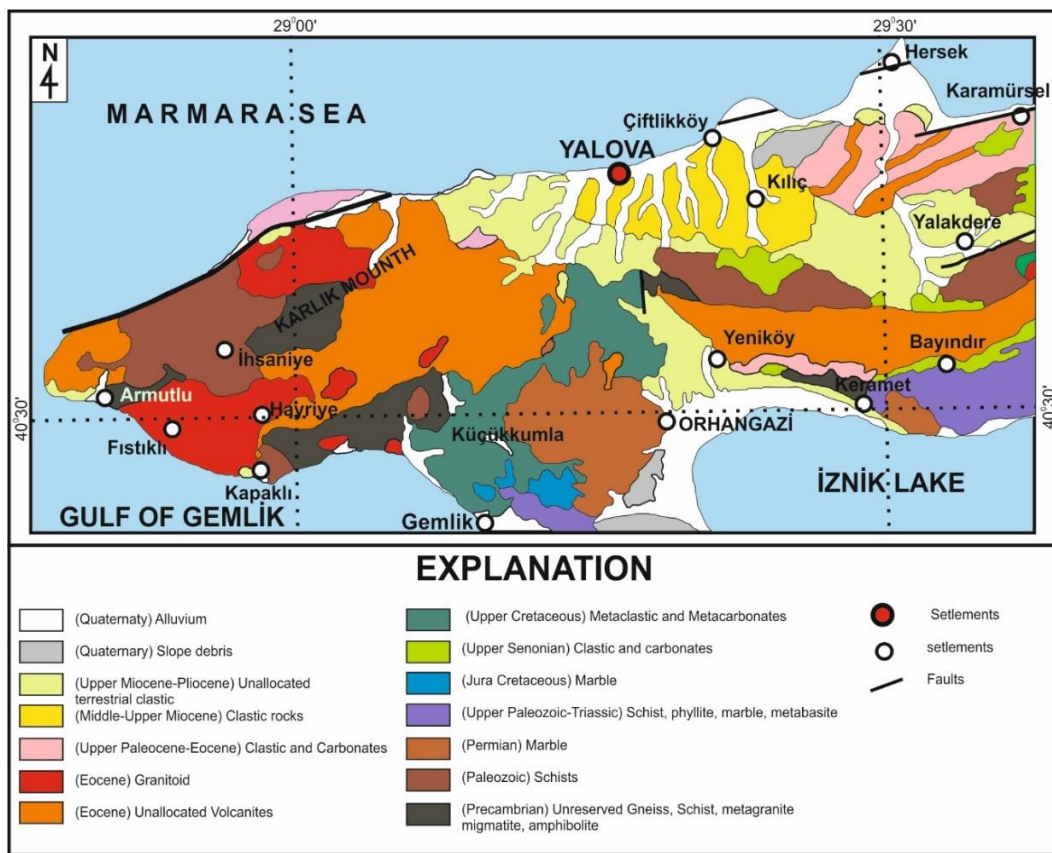 29°00'
29°30'
N
Hersek
MARMARA SEA
Karamürsel
Çiftlikköy
YALOVA
Kılıç
Yalakdere
KARLIK MOUNTH
İhsaniye
Yeniköy
Bayındır
Armutlu
Keramet
40°30'
Hayriye
40°30'
Fıstıklı
Küçükkumla
ORHANGAZİ
Kapaklı
İZNİK LAKE
GULF OF GEMLİK
Gemlik
EXPLANATION
(Quaternaty) Alluvium
(Quaternary) Slope debris
(Upper Miocene-Pliocene) Unallocated
terrestrial clastic
(Middle-Upper Miocene) Clastic rocks
(Upper Paleocene-Eocene) Clastic and Carbonates
(Eocene) Granitoid
(Eocene) Unallocated Volcanites
(Upper Cretaceous) Metaclastic and Metacarbonates
(Upper Senonian) Clastic and carbonates
(Jura Cretaceous) Marble
(Upper Paleozoic-Triassic) Schist, phyllite, marble, metabasite
(Permian) Marble
(Paleozoic) Schists
(Precambrian) Unreserved Gneiss, Schist, metagranite
migmatite, amphibolite
Setlements
setlements
Faults